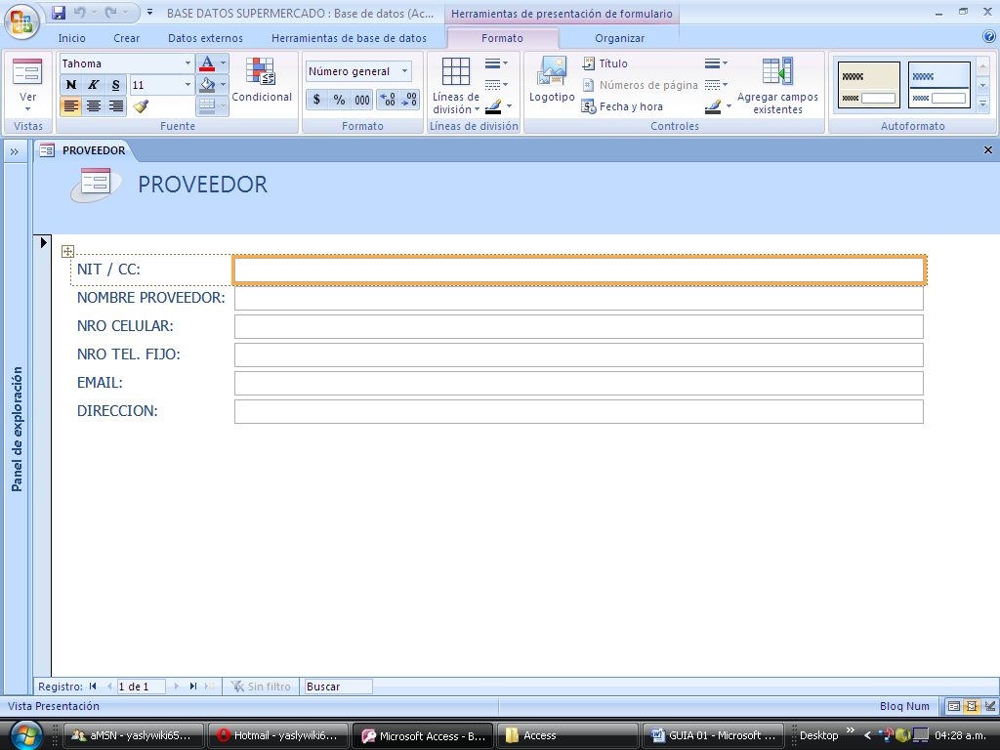 BASE DATOS SUPERMERCADO : Base de datos (Ac...
Herramientas de presentación de formulario
Inicio
Crear
Datos externos
Herramientas de base de datos
Formato
Organizar
Ver
Vistas
Tahoma
A
N K S
11
Condicional
Fuente
Número general
$ % 000
Formato
Líneas de
división
Líneas de división
Logotipo
Título
Números de página
Fecha y hora
Agregar campos
existentes
Controles
Autoformato
PROVEEDOR
PROVEEDOR
Panel de exploración
NIT / CC:
NOMBRE PROVEEDOR:
NRO CELULAR:
NRO TEL. FIJO:
EMAIL:
DIRECCION:
Registro:
1 de 1
Sin filtro
Buscar
Vista Presentación
Bloq Num
aMSN - yaslywiki65...
Hotmail - yaslywiki6...
Microsoft Access - B...
Access
GUIA 01 - Microsoft ...
Desktop
04:28 a.m.